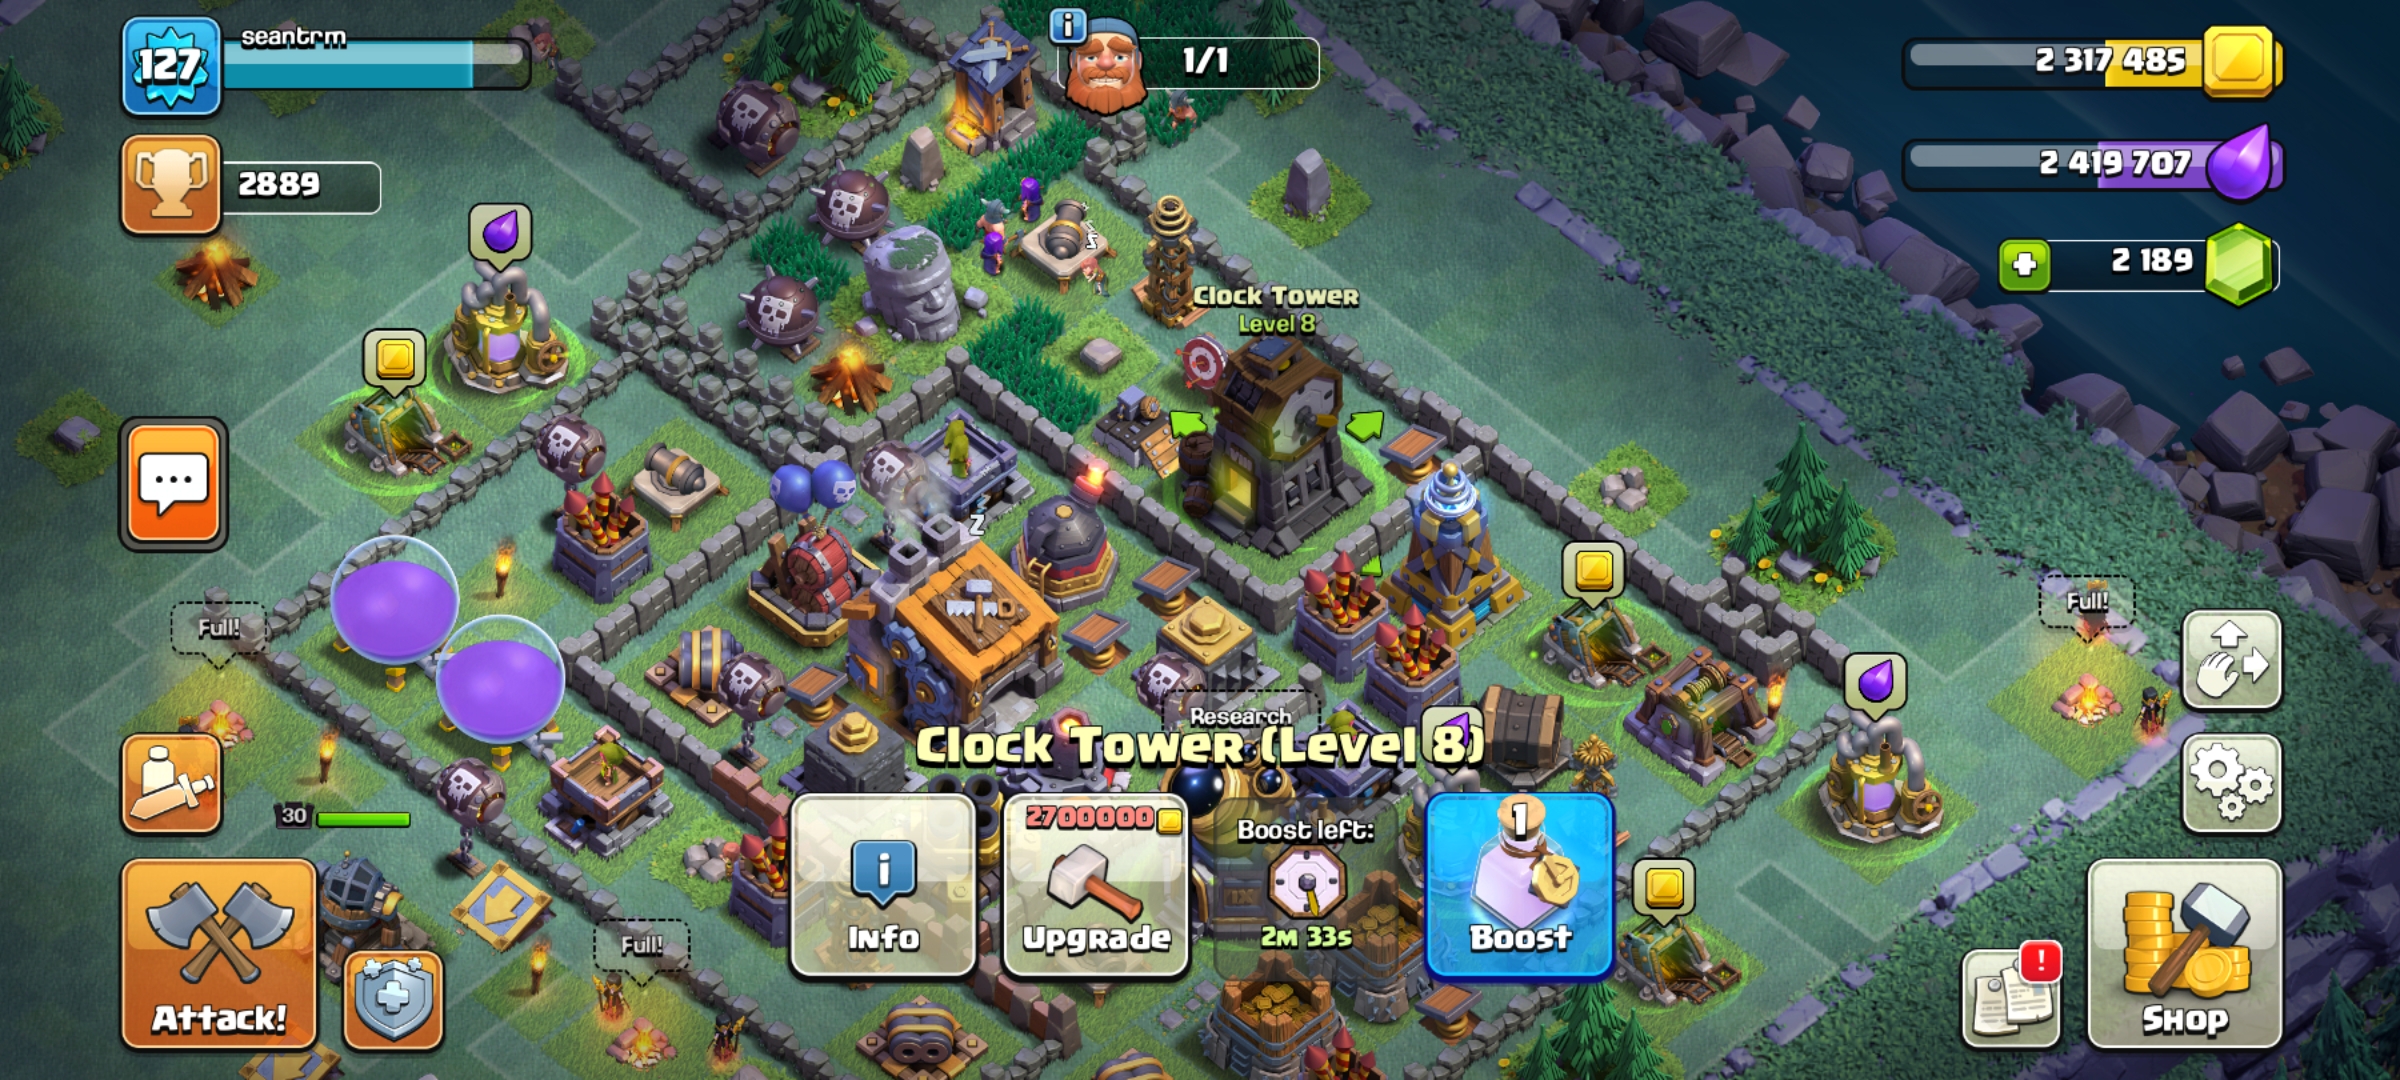 127
seantrm
1/1
2 317 485
2889
2 419 707
2 189
Clock Tower
Level 8
z
Full!
Full!
Research
Clock Tower (Level 8)
30
2700000
Boost left:
1
Info
Upgrade
2M 33s
Boost
Full!
!
Attack!
Shop